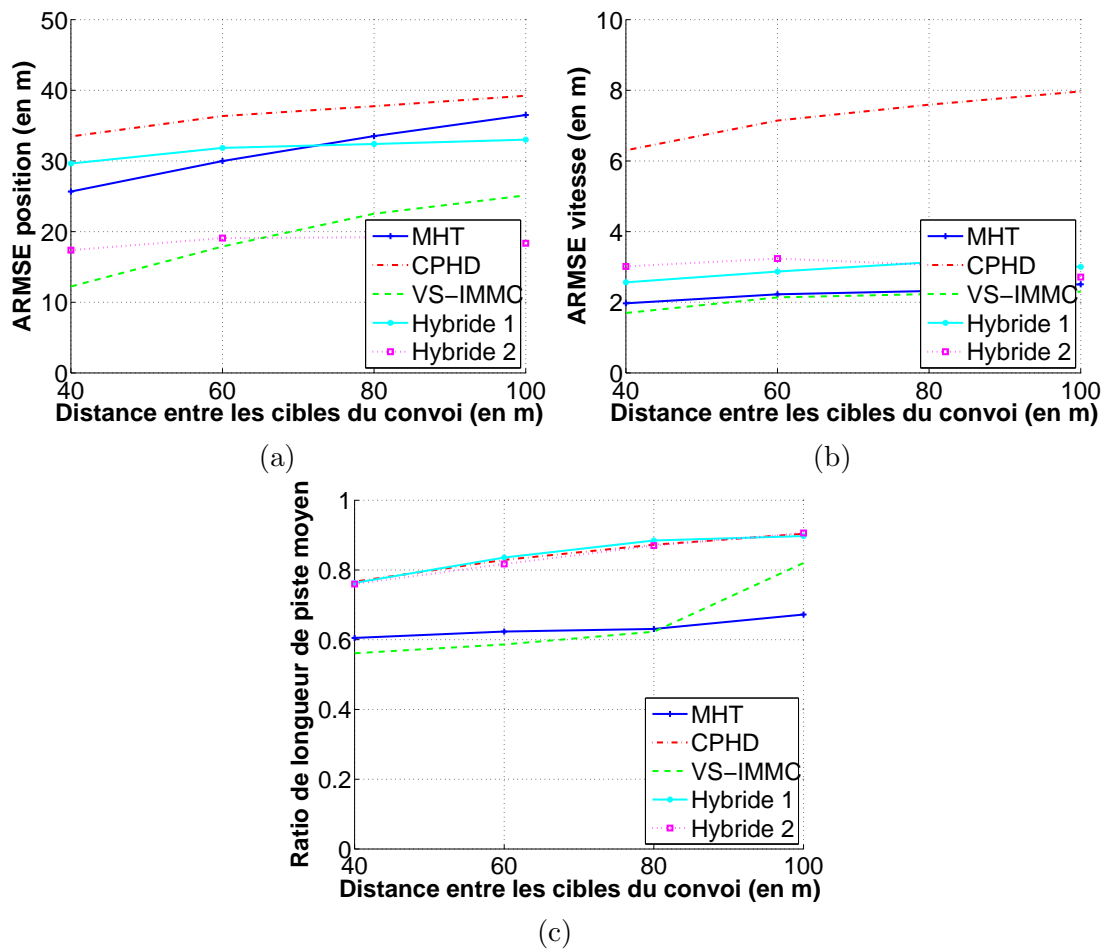 50
40
30
20
10
0
40
60
80
100
ARMSE position (en m)
Distance entre les cibles du convoi (en m)
MHT
CPHD
VS−IMMC
Hybride 1
Hybride 2
(a)
10
8
6
4
2
0
40
60
80
100
ARMSE vitesse (en m)
Distance entre les cibles du convoi (en m)
MHT
CPHD
VS−IMMC
Hybride 1
Hybride 2
(b)
1
0.8
0.6
0.4
0.2
0
40
60
80
100
Ratio de longueur de piste moyen
Distance entre les cibles du convoi (en m)
MHT
CPHD
VS−IMMC
Hybride 1
Hybride 2
(c)